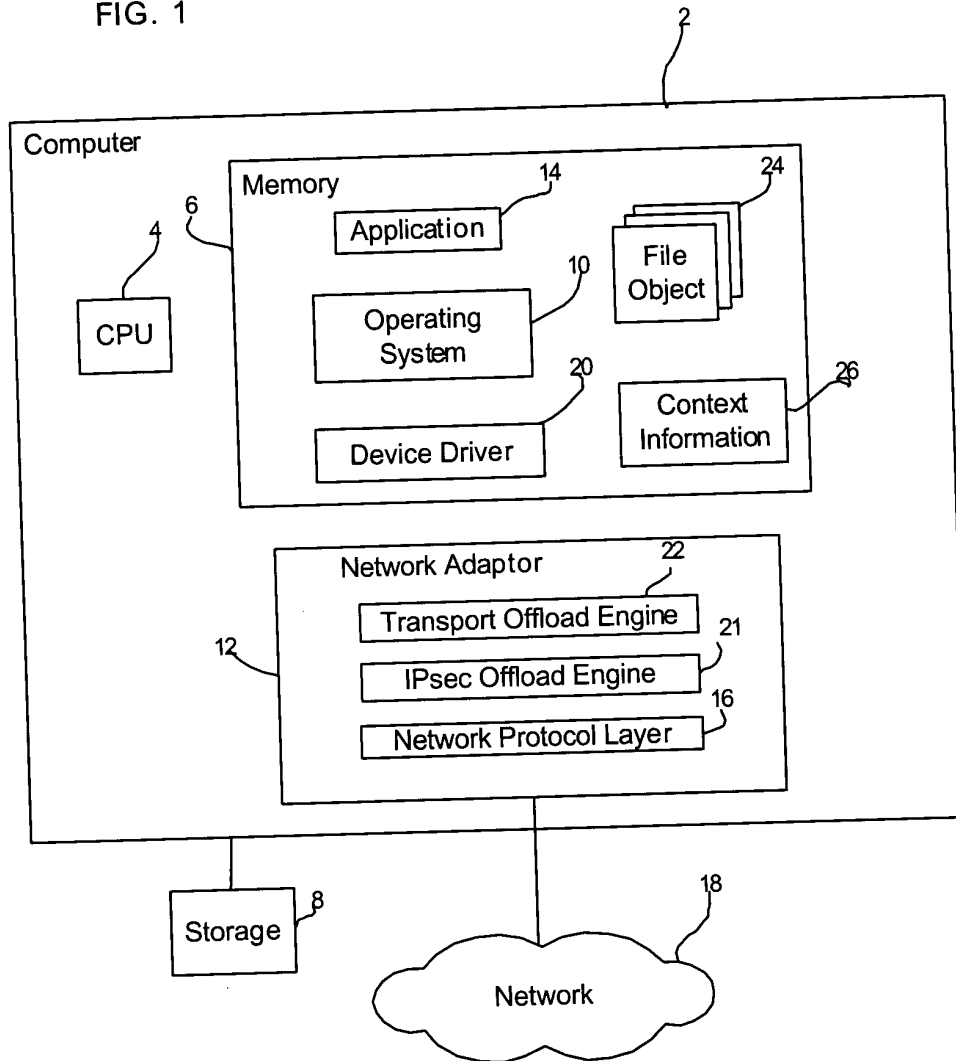 FIG. 1
2
Computer
Memory
14
24
6
Application
4
File
Object
10
CPU
Operating
System
20
26
Context
Information
Device Driver
Network Adaptor
22
Transport Offload Engine
12
21
IPsec Offload Engine
16
Network Protocol Layer
8
18
Storage
Network